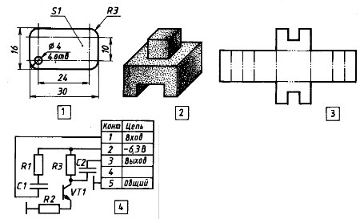 S1
R3
16
ø 4
4 отв
10
24
30
1
2
3
Конт Цепь
1 Вход
2 -6,3 В
3 Выход
4
5 Общий
R1
R3
C2
C1
VT1
R2
4